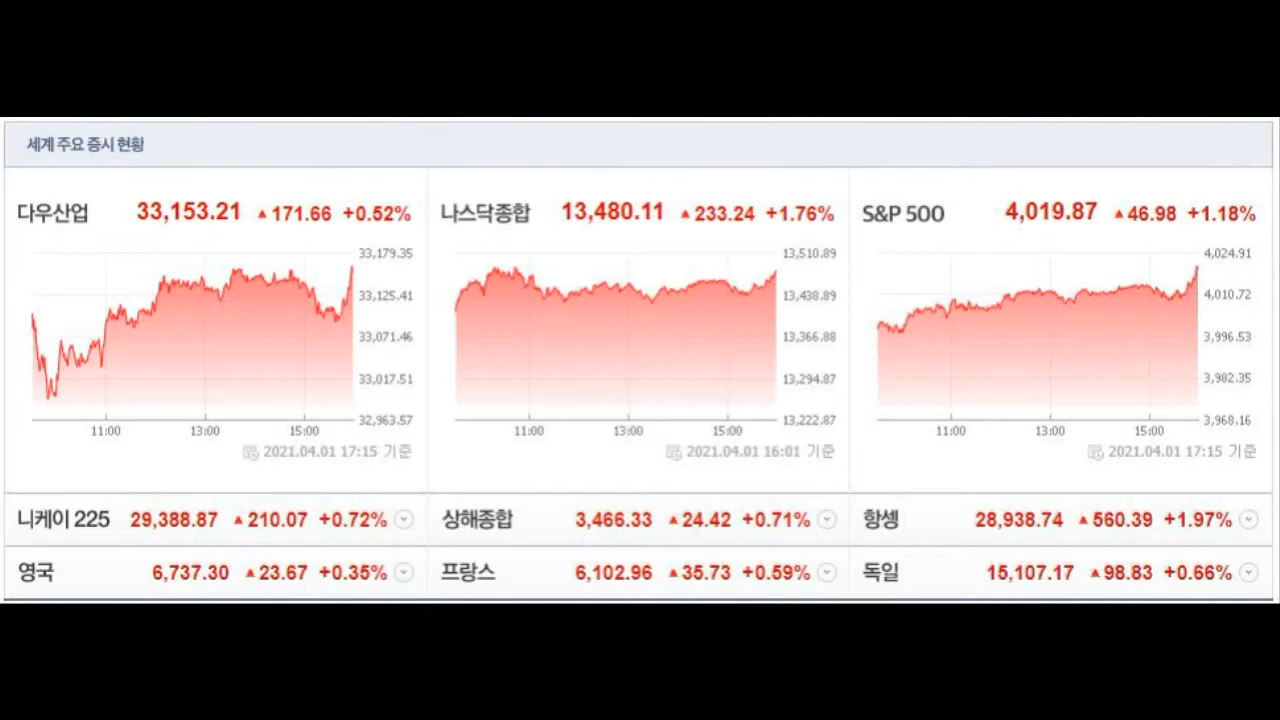 세계 주요 증시 현황
다우산업 33,153.21 ▲171.66 +0.52%
33,179.35
33,125.41
33,071.46
33,017.51
32,963.57
11:00 13:00 15:00
2021.04.01 17:15 기준
나스닥종합 13,480.11 ▲233.24 +1.76%
13,510.89
13,438.89
13,366.88
13,294.87
13,222.87
11:00 13:00 15:00
2021.04.01 16:01 기준
S&P 500 4,019.87 ▲46.98 +1.18%
4,024.91
4,010.72
3,996.53
3,982.35
3,968.16
11:00 13:00 15:00
2021.04.01 17:15 기준
니케이 225 29,388.87 ▲210.07 +0.72%
상해종합 3,466.33 ▲24.42 +0.71%
항셍 28,938.74 ▲560.39 +1.97%
영국 6,737.30 ▲23.67 +0.35%
프랑스 6,102.96 ▲35.73 +0.59%
독일 15,107.17 ▲98.83 +0.66%